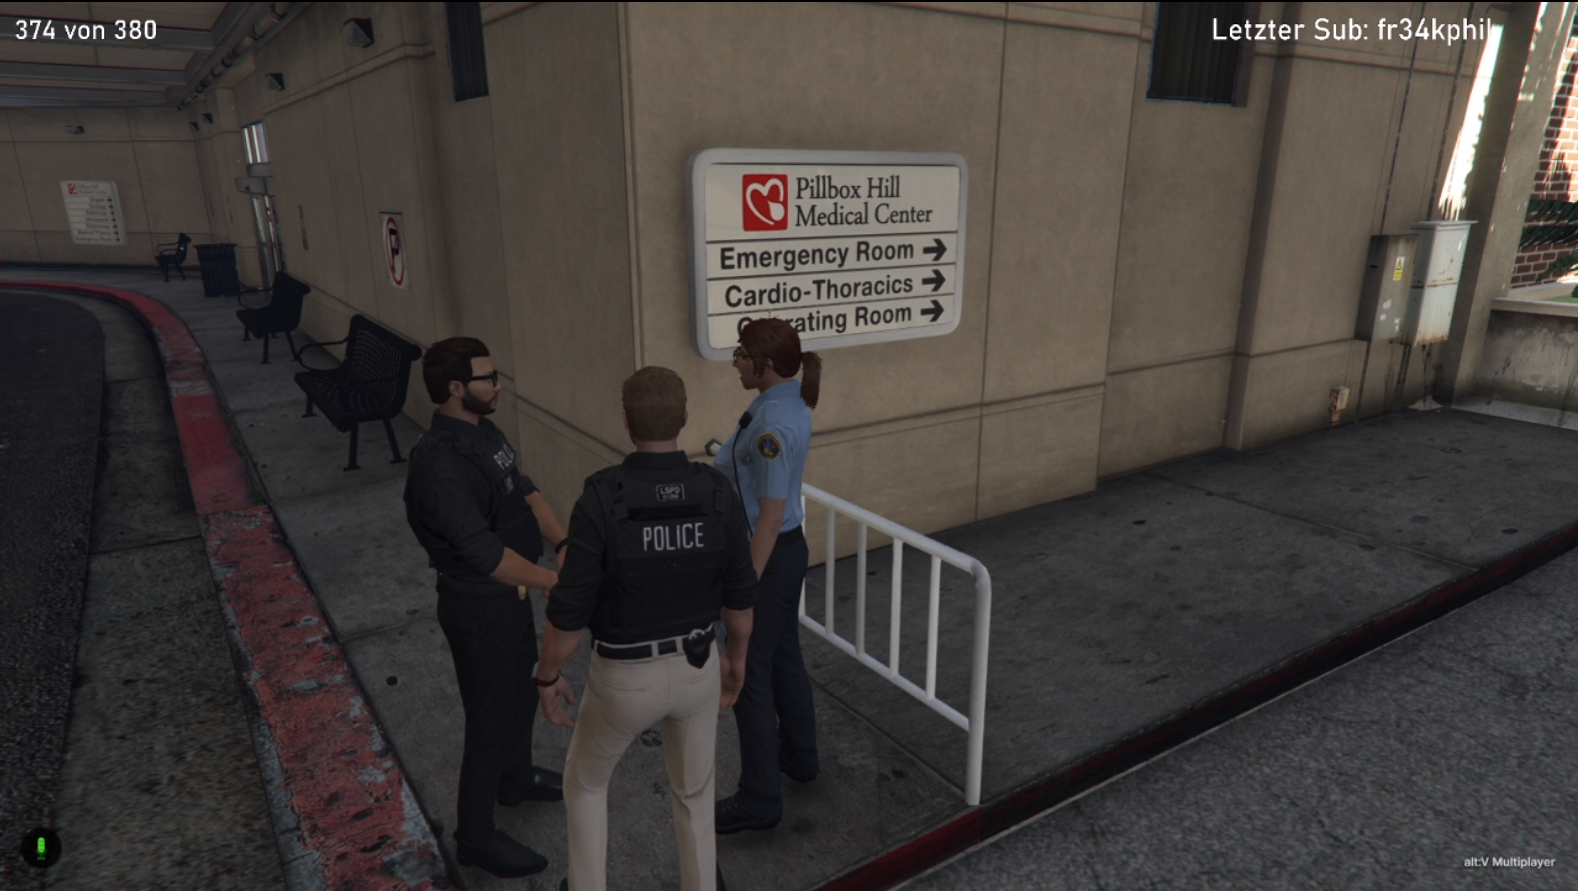 374 von 380
Letzter Sub: fr34kphil
Pillbox Hill
Medical Center
Emergency Room →
Cardio-Thoracics →
Operating Room →
LSPD
POLICE
alt:V Multiplayer